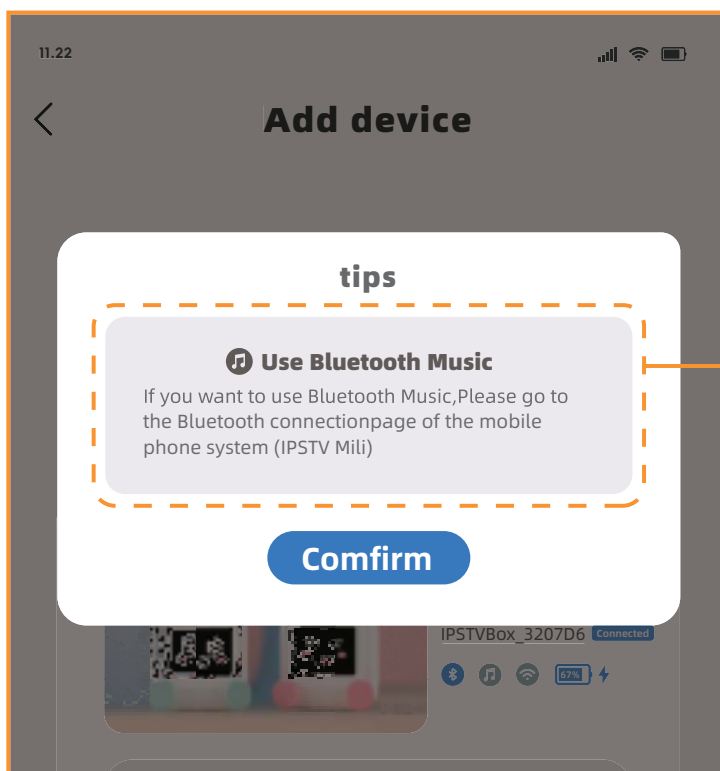 11.22
Add device
tips
Use Bluetooth Music
If you want to use Bluetooth Music,Please go to
the Bluetooth connectionpage of the mobile
phone system (IPSTV Mili)
Comfirm
IPSTVBox_3207D6 Connected
67%